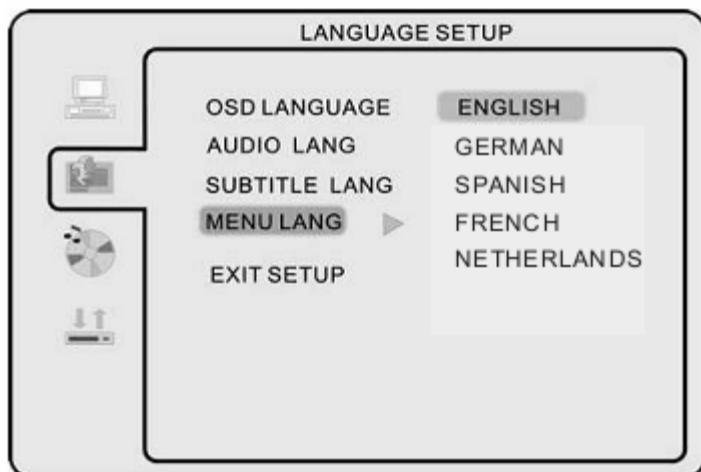 LANGUAGE SETUP
OSD LANGUAGE ENGLISH
AUDIO LANG GERMAN
SUBTITLE LANG SPANISH
MENU LANG FRENCH
EXIT SETUP NETHERLANDS